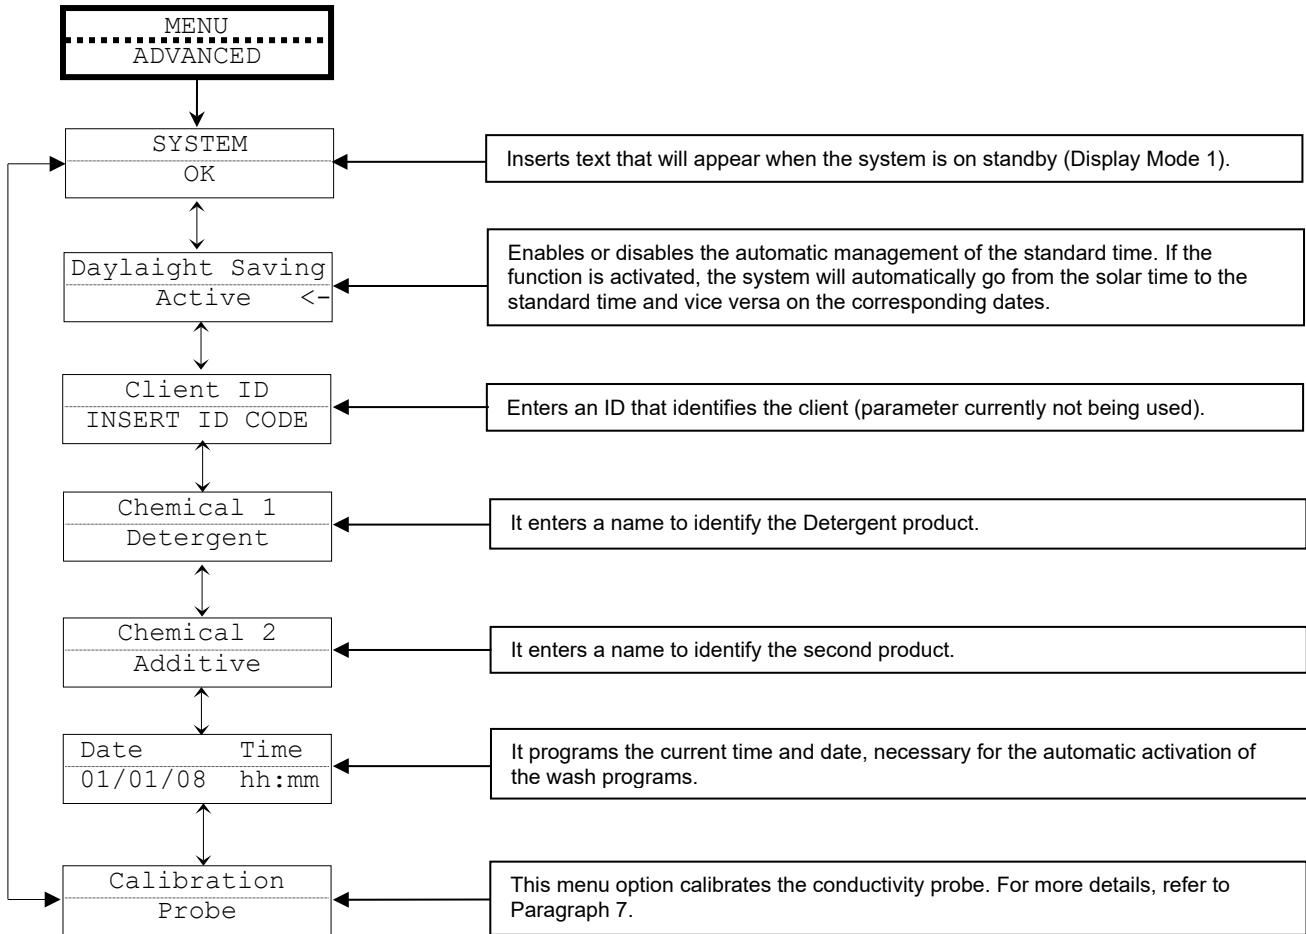 MENU
ADVANCED
SYSTEM
OK
Inserts text that will appear when the system is on standby (Display Mode 1).
Daylaight Saving
Active <-
Enables or disables the automatic management of the standard time. If the
function is activated, the system will automatically go from the solar time to the
standard time and vice versa on the corresponding dates.
Client ID
INSERT ID CODE
Enters an ID that identifies the client (parameter currently not being used).
Chemical 1
Detergent
It enters a name to identify the Detergent product.
Chemical 2
Additive
It enters a name to identify the second product.
Date Time
01/01/08 hh:mm
It programs the current time and date, necessary for the automatic activation of
the wash programs.
Calibration
Probe
This menu option calibrates the conductivity probe. For more details, refer to
Paragraph 7.